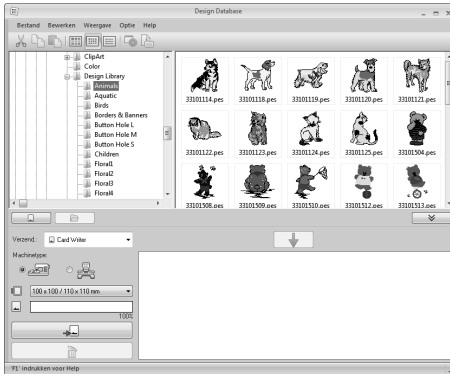 Design Database
Bestand Bewerken Weergave Optie Help
ClipArt
Color
Design Library
Animals
Aquatic
Birds
Borders & Banners
Button Hole L
Button Hole M
Button Hole S
Children
Floral1
Floral2
Floral3
Floral4
33101114.pes 33101118.pes 33101119.pes 33101120.pes 33101121.pes
33101122.pes 33101123.pes 33101124.pes 33101125.pes 33101504.pes
33101508.pes 33101509.pes 33101510.pes 33101512.pes 33101513.pes
Verzend.: Card Writer
Machinetype:
100 x 100 / 110 x 110 mm
100%
'F1' indrukken voor Help